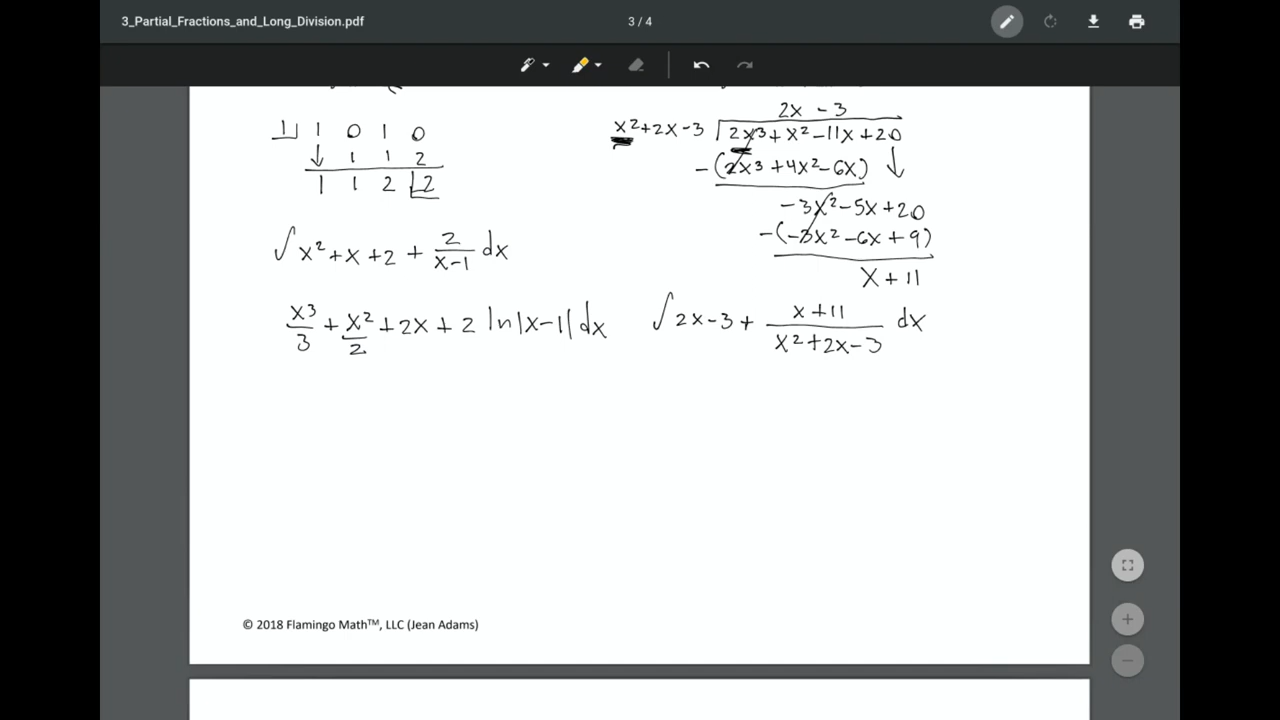 3_Partial_Fractions_and_Long_Division.pdf
3 / 4
1| 1 0 1 0
↓ 1 1 2
1 1 2 |2
∫ x² + x + 2 + 2/(x-1) dx
x³/3 + x²/2 + 2x + 2 ln|x-1| dx
2x - 3
x²+2x-3 | 2x³ + x² - 11x + 20
-(2x³ + 4x² - 6x) ↓
-3x² - 5x + 20
-(-3x² - 6x + 9)
x + 11
∫ 2x - 3 + (x+11)/(x²+2x-3) dx
© 2018 Flamingo Math™, LLC (Jean Adams)